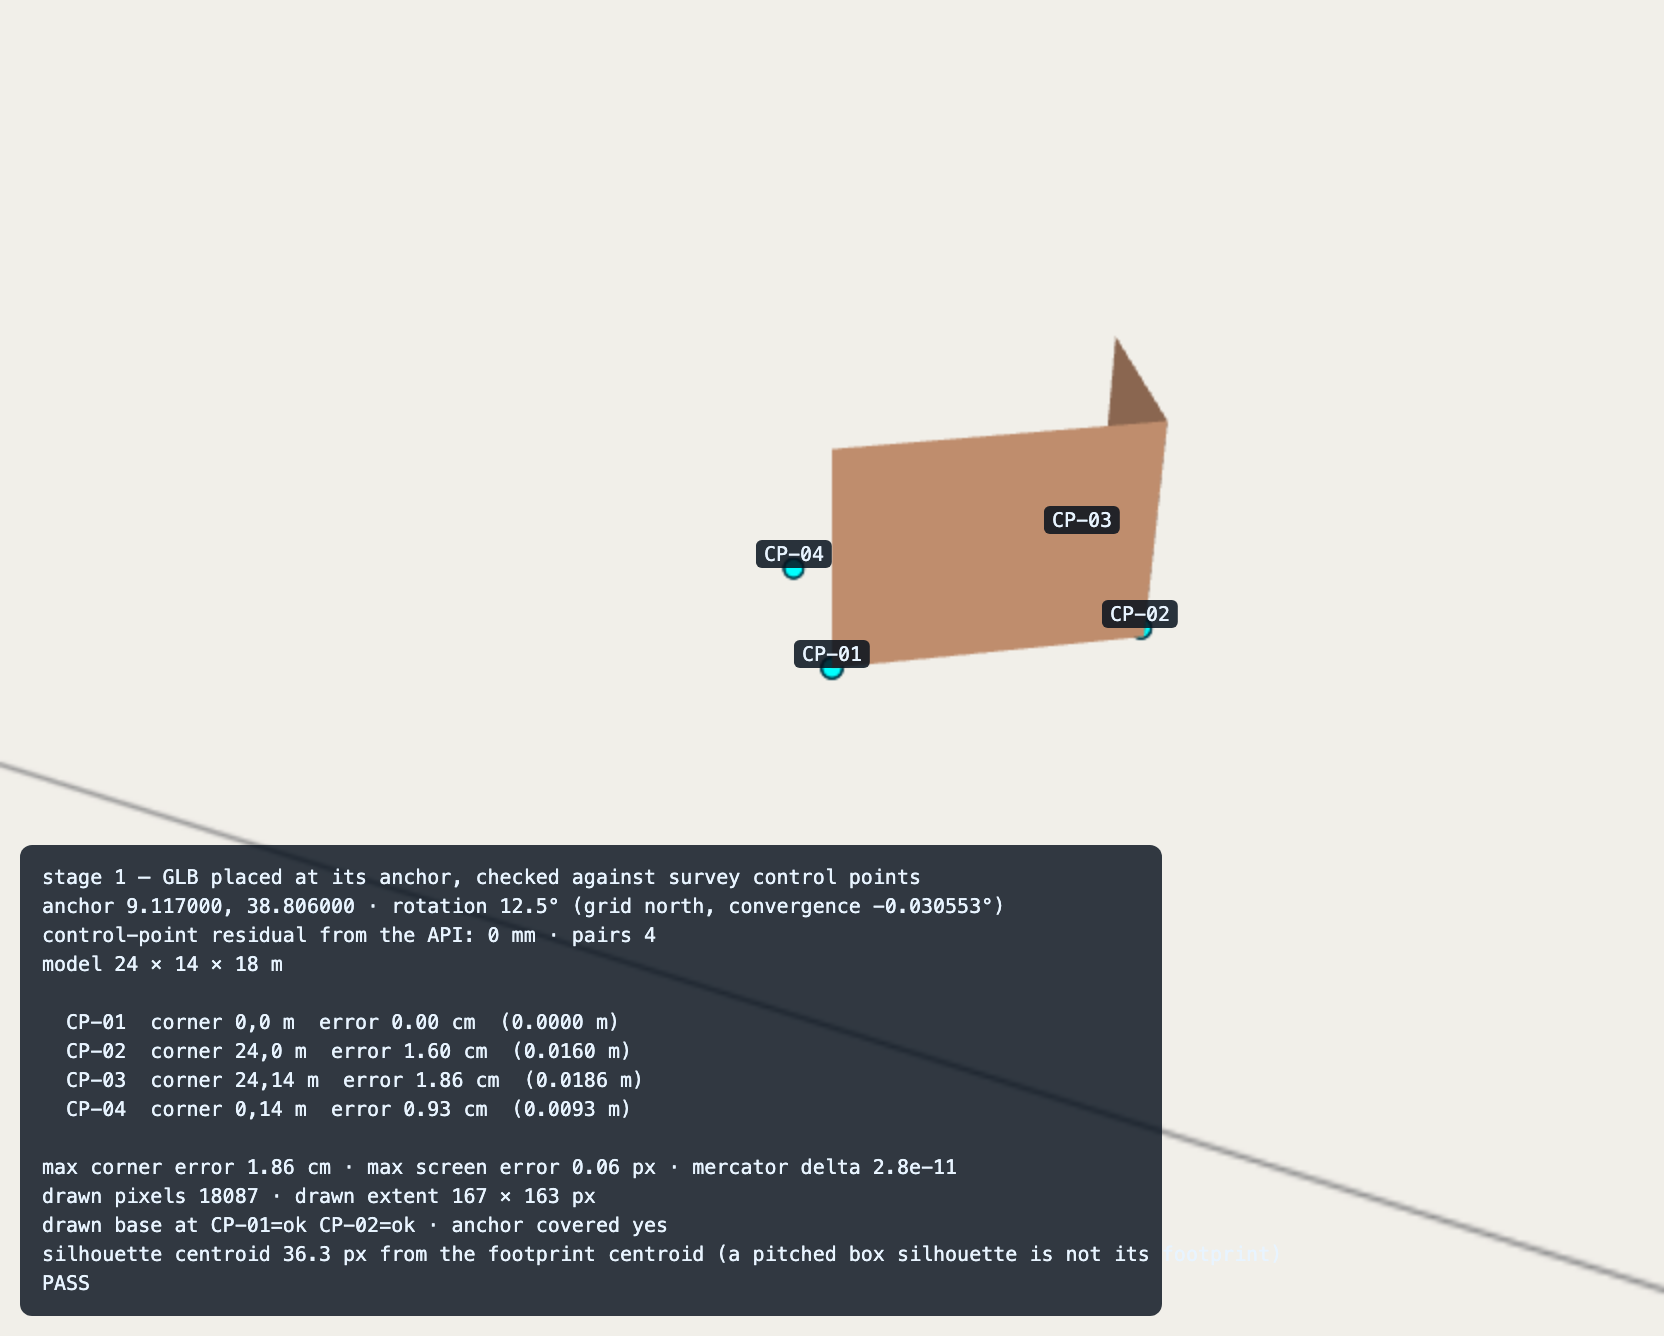 CP-03
CP-04
CP-02
CP-01
stage 1 — GLB placed at its anchor, checked against survey control points
anchor 9.117000, 38.806000 · rotation 12.5° (grid north, convergence -0.030553°)
control-point residual from the API: 0 mm · pairs 4
model 24 × 14 × 18 m
CP-01  corner 0,0 m  error 0.00 cm  (0.0000 m)
CP-02  corner 24,0 m  error 1.60 cm  (0.0160 m)
CP-03  corner 24,14 m  error 1.86 cm  (0.0186 m)
CP-04  corner 0,14 m  error 0.93 cm  (0.0093 m)
max corner error 1.86 cm · max screen error 0.06 px · mercator delta 2.8e-11
drawn pixels 18087 · drawn extent 167 × 163 px
drawn base at CP-01=ok CP-02=ok · anchor covered yes
silhouette centroid 36.3 px from the footprint centroid (a pitched box silhouette is not its footprint)
PASS